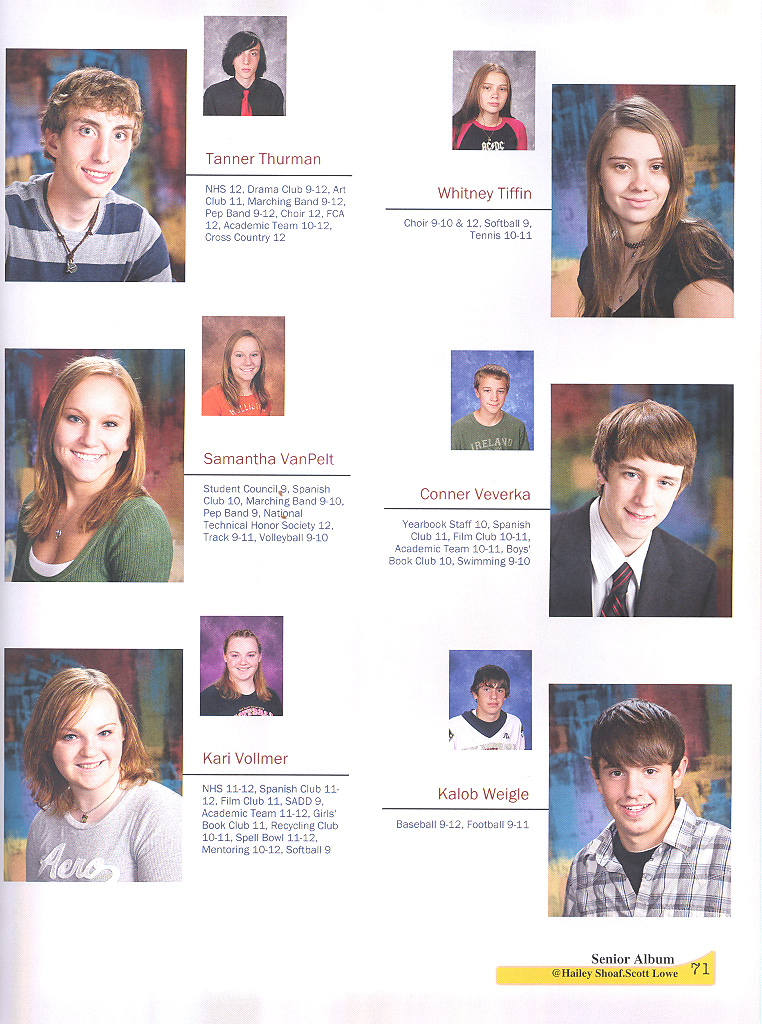 Tanner Thurman
NHS 12, Drama Club 9-12, Art
Club 11, Marching Band 9-12,
Pep Band 9-12, Choir 12, FCA
12, Academic Team 10-12,
Cross Country 12
AC/DC
Whitney Tiffin
Choir 9-10 & 12, Softball 9,
Tennis 10-11
Samantha VanPelt
Student Council 9, Spanish
Club 10, Marching Band 9-10,
Pep Band 9, National
Technical Honor Society 12,
Track 9-11, Volleyball 9-10
IRELAND
Conner Veverka
Yearbook Staff 10, Spanish
Club 11, Film Club 10-11,
Academic Team 10-11, Boys'
Book Club 10, Swimming 9-10
Aero
Kari Vollmer
NHS 11-12, Spanish Club 11-
12, Film Club 11, SADD 9,
Academic Team 11-12, Girls'
Book Club 11, Recycling Club
10-11, Spell Bowl 11-12,
Mentoring 10-12, Softball 9
Kalob Weigle
Baseball 9-12, Football 9-11
Senior Album
@Hailey Shoaf.Scott Lowe
71